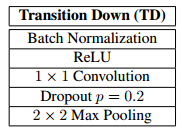 Transition Down (TD)
Batch Normalization
ReLU
1 × 1 Convolution
Dropout p = 0.2
2 × 2 Max Pooling